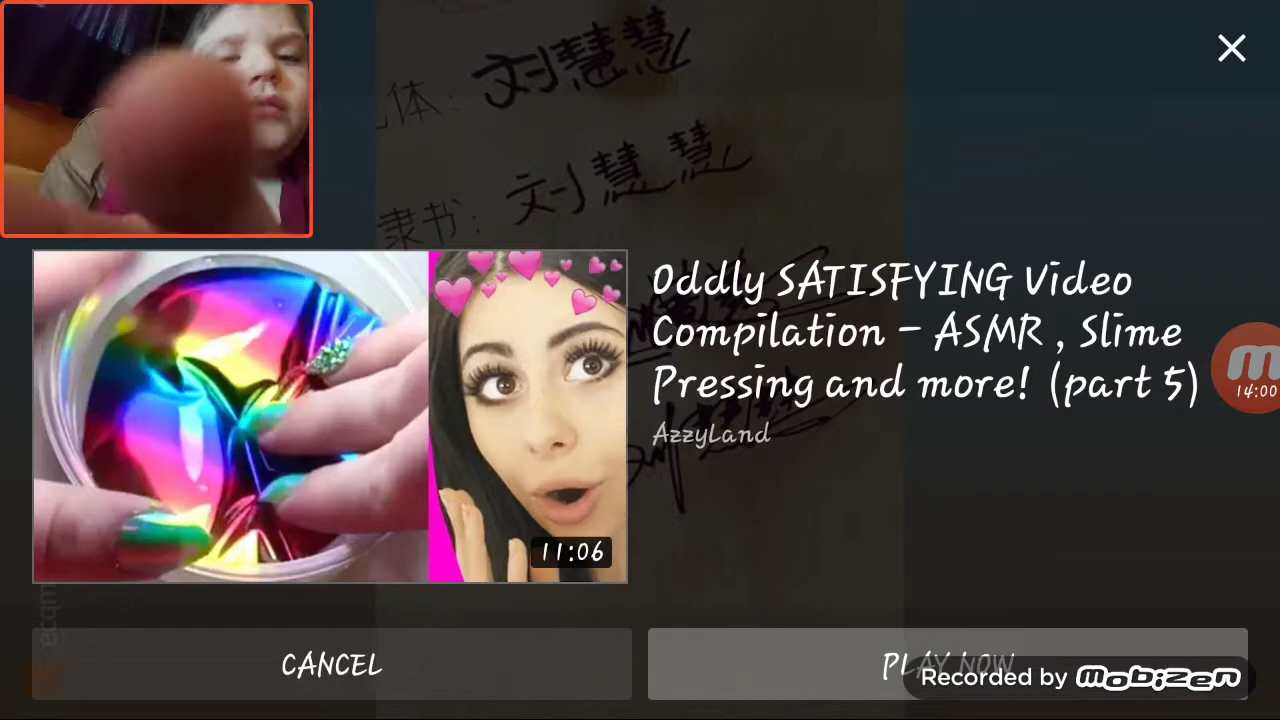 体：刘慧慧
隶书：刘慧慧
Oddly SATISFYING Video
Compilation - ASMR , Slime
Pressing and more! (part 5)
AzzyLand
14:00
11:06
CANCEL
PLAY NOW
Recorded by mobizen